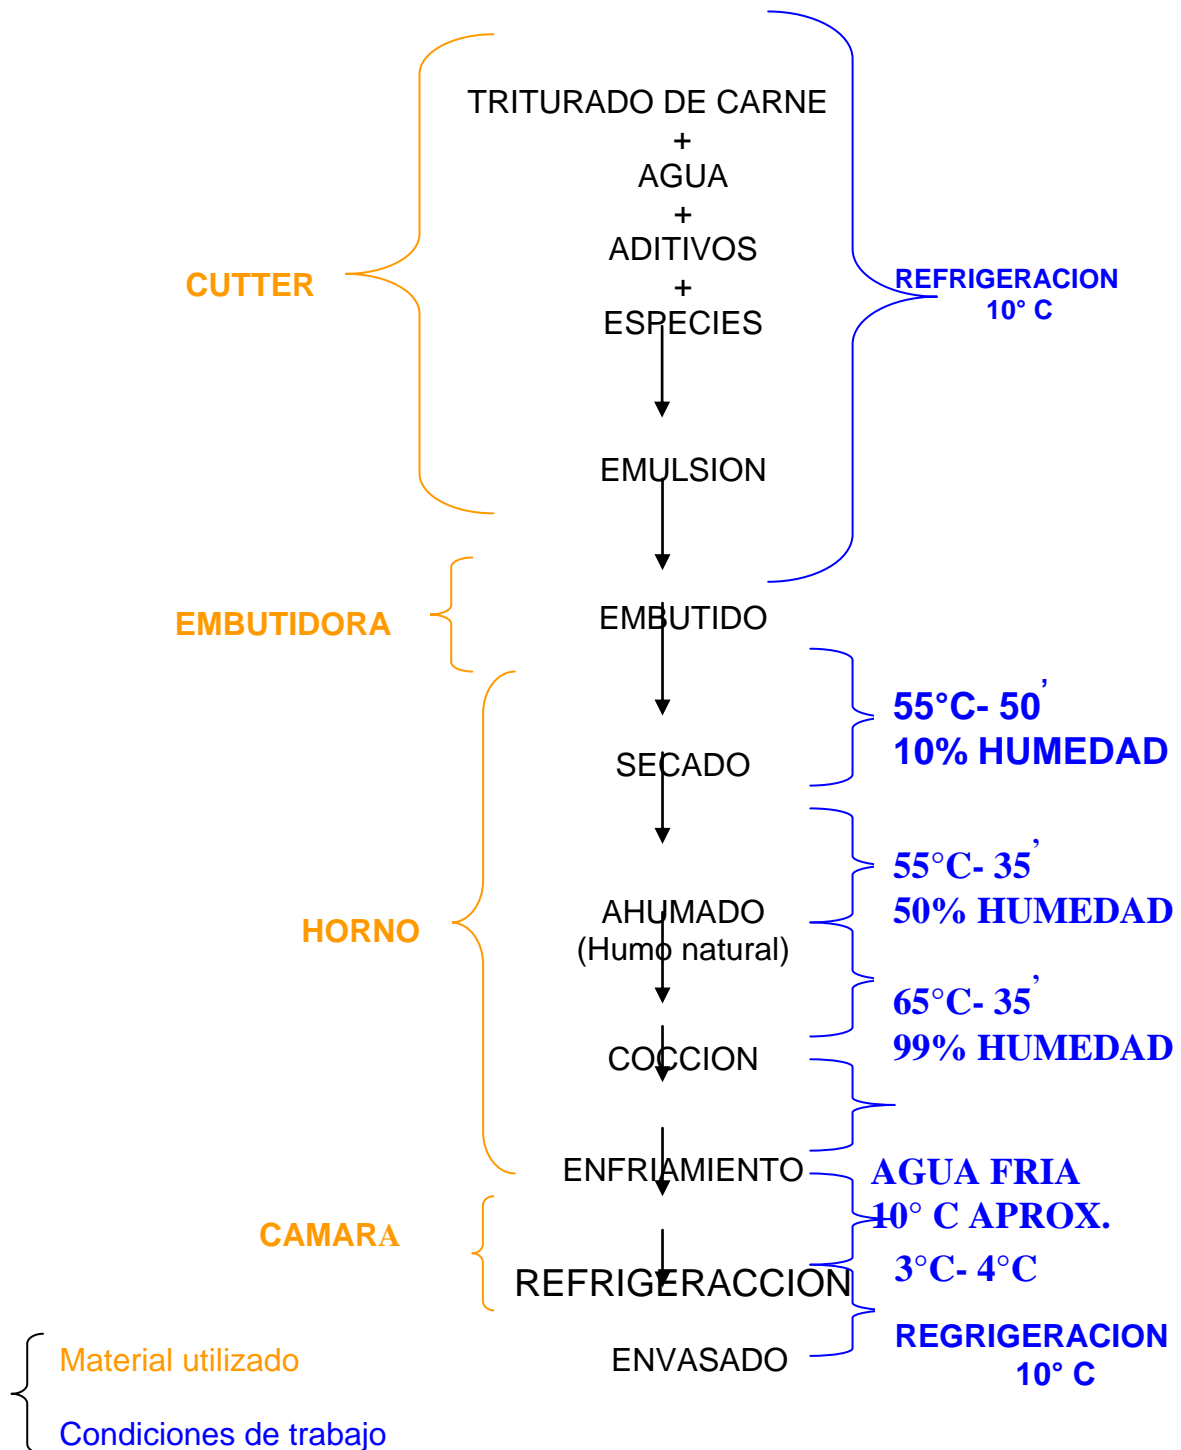 TRITURADO DE CARNE
+
AGUA
+
ADITIVOS
+
ESPECIES
CUTTER
REFRIGERACION
10° C
EMULSION
EMBUTIDORA
EMBUTIDO
55°C- 50’
10% HUMEDAD
SECADO
HORNO
AHUMADO
(Humo natural)
55°C- 35’
50% HUMEDAD
65°C- 35’
99% HUMEDAD
COCCION
ENFRIAMIENTO
AGUA FRIA
10° C APROX.
CAMARA
REFRIGERACCION
3°C- 4°C
ENVASADO
REGRIGERACION
10° C
Material utilizado
Condiciones de trabajo